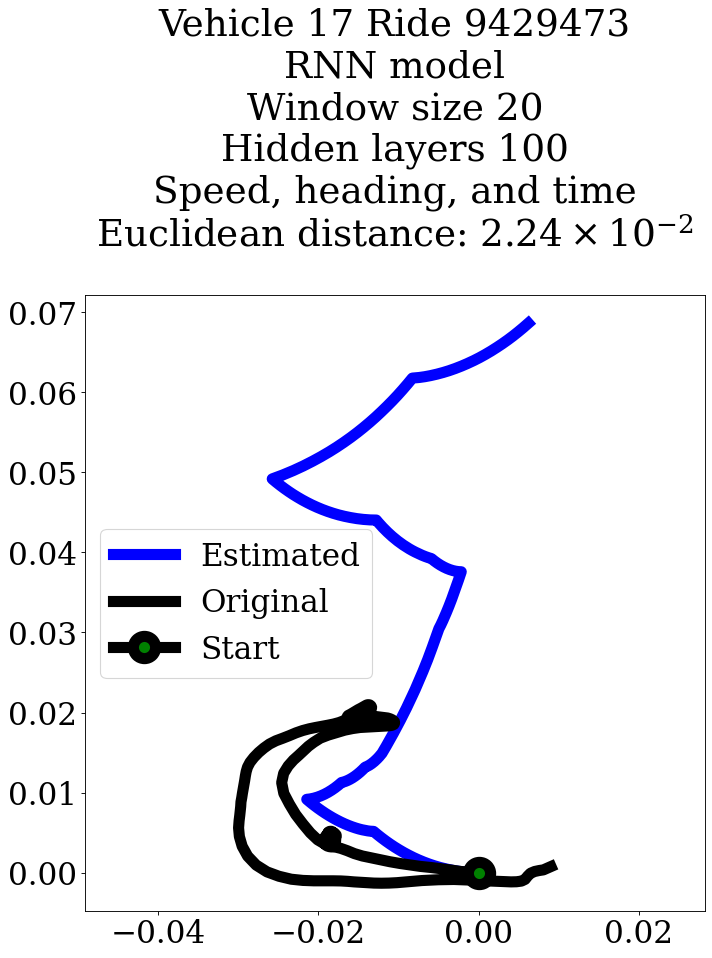 Vehicle 17 Ride 9429473
RNN model
Window size 20
Hidden layers 100
Speed, heading, and time
Euclidean distance: 2.24 × 10⁻²
0.07
0.06
0.05
0.04
0.03
0.02
0.01
0.00
Estimated
Original
Start
−0.04 −0.02 0.00 0.02